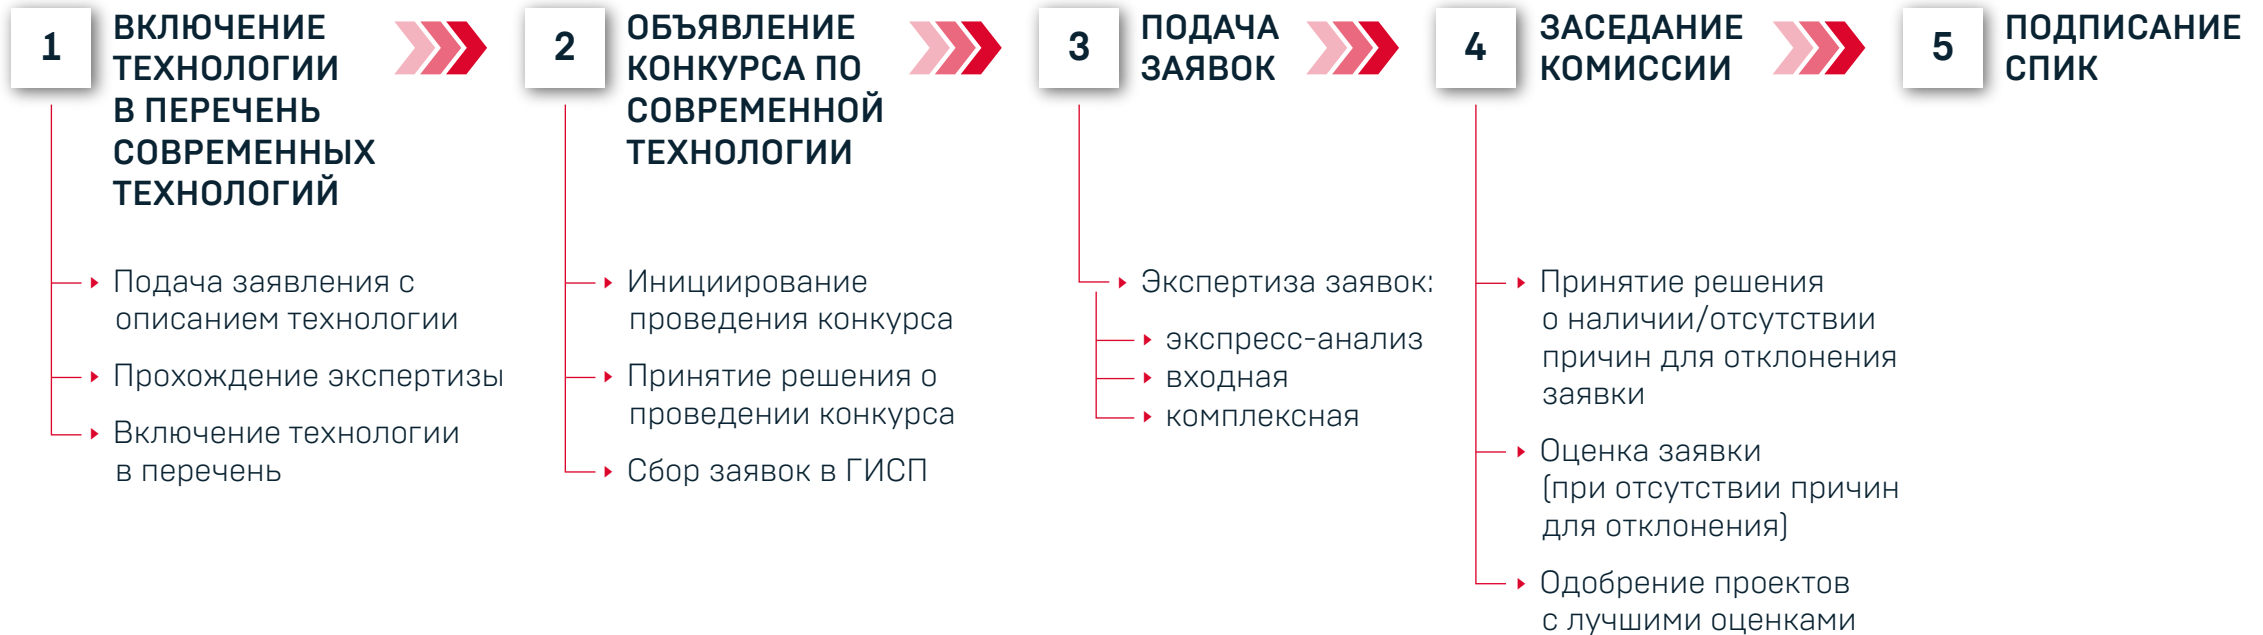 1
ВКЛЮЧЕНИЕ
ТЕХНОЛОГИИ
В ПЕРЕЧЕНЬ
СОВРЕМЕННЫХ
ТЕХНОЛОГИЙ
Подача заявления с
описанием технологии
Прохождение экспертизы
Включение технологии
в перечень
2
ОБЪЯВЛЕНИЕ
КОНКУРСА ПО
СОВРЕМЕННОЙ
ТЕХНОЛОГИИ
Инициирование
проведения конкурса
Принятие решения о
проведении конкурса
Сбор заявок в ГИСП
3
ПОДАЧА
ЗАЯВОК
Экспертиза заявок:
экспресс-анализ
входная
комплексная
4
ЗАСЕДАНИЕ
КОМИССИИ
Принятие решения
о наличии/отсутствии
причин для отклонения
заявки
Оценка заявки
(при отсутствии причин
для отклонения)
Одобрение проектов
с лучшими оценками
5
ПОДПИСАНИЕ
СПИК